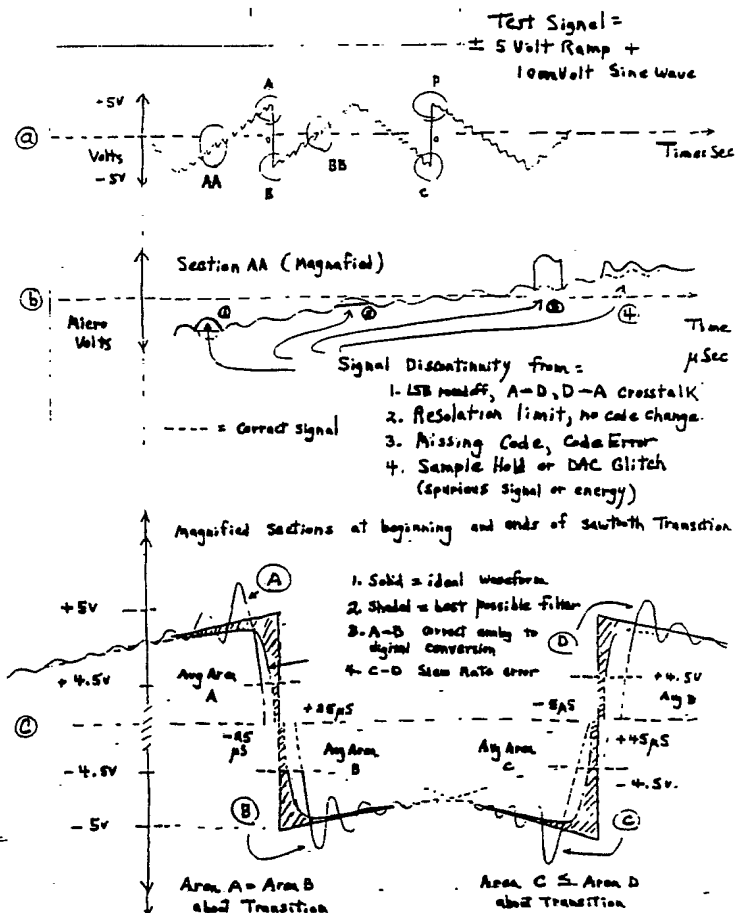 Test Signal =
± 5 Volt Ramp +
10 mVolt Sine Wave
A
P
+5V
ⓐ
Volts
-5V
AA
B
BB
C
Time Sec
Section AA (Magnified)
ⓑ
Micro
Volts
①
②
③
④
Time
μSec
Signal Discontinuity from =
1. LSB roundoff, A-D, D-A Crosstalk
2. Resolution limit, no code change.
---- = Correct signal
3. Missing Code, Code Error
4. Sample Hold or DAC Glitch
(spurious signal or energy)
Magnified Sections at beginning and ends of sawtooth Transition
Ⓐ
1. Solid = ideal waveform
2. Shaded = best possible filter
3. A-B correct analog to
digital conversion
4. C-D Slew Rate error
+5V
Ⓓ
+4.5V
Avg Area
A
+4.5V
Avg D
ⓒ
+25μS
-25
μS
-5μS
+45μS
Avg Area
B
Avg Area
C
-4.5V
-4.5V.
-5V
Ⓑ
Ⓒ
Area A = Area B
about Transition
Area C ≤ Area D
about Transition